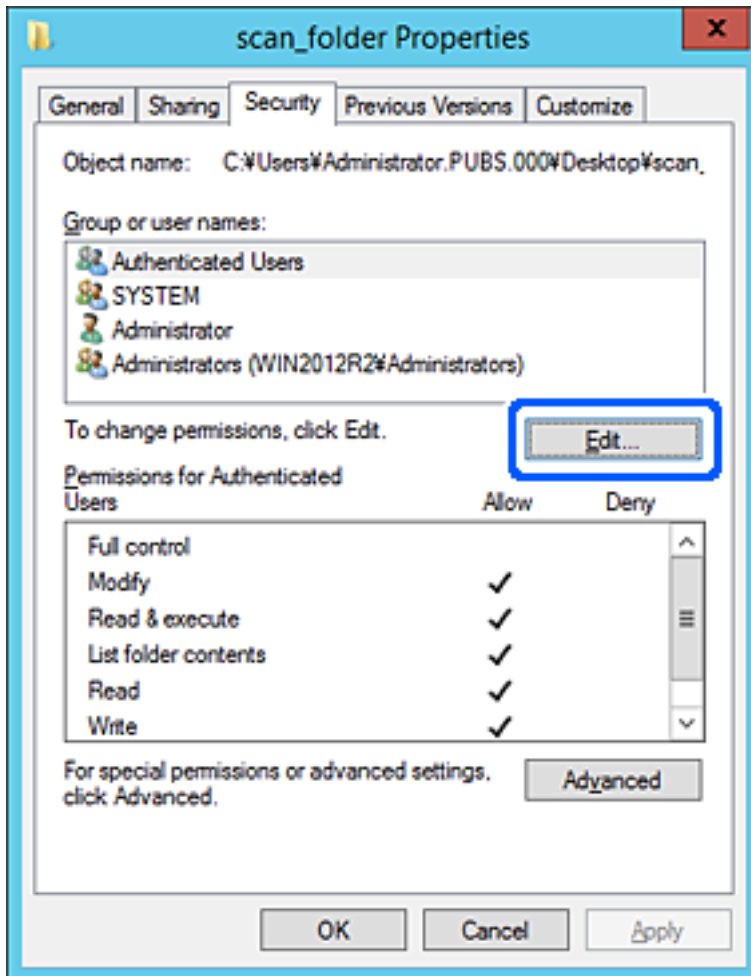 scan_folder Properties
x
General Sharing Security Previous Versions Customize
Object name: C:¥Users¥Administrator.PUBS.000¥Desktop¥scan_
Group or user names:
Authenticated Users
SYSTEM
Administrator
Administrators (WIN2012R2¥Administrators)
To change permissions, click Edit.
Edit...
Permissions for Authenticated
Users Allow Deny
Full control
Modify
Read & execute
List folder contents
Read
Write
For special permissions or advanced settings,
click Advanced.
Advanced
OK Cancel Apply